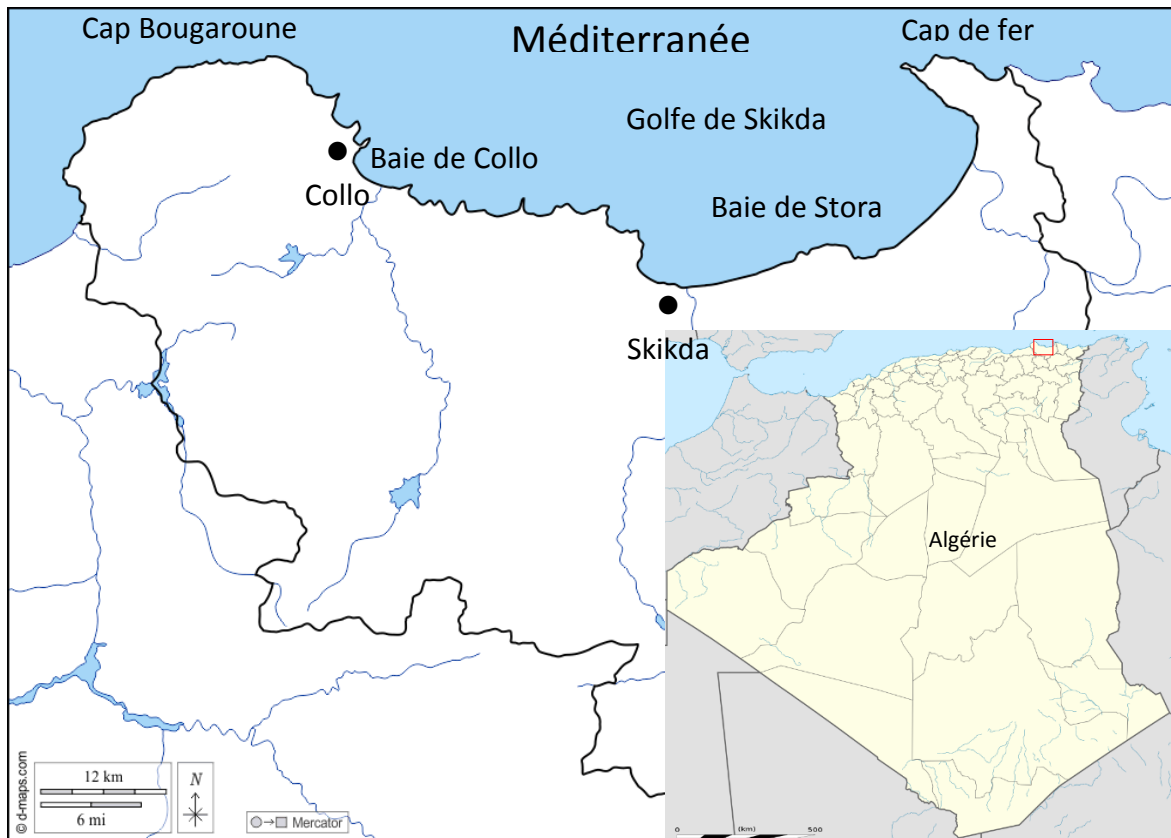 Cap Bougaroune
Méditerranée
Cap de fer
Golfe de Skikda
Baie de Collo
Collo
Baie de Stora
Skikda
Algérie
12 km
6 mi
N
Mercator
© d-maps.com
0 (km) 500